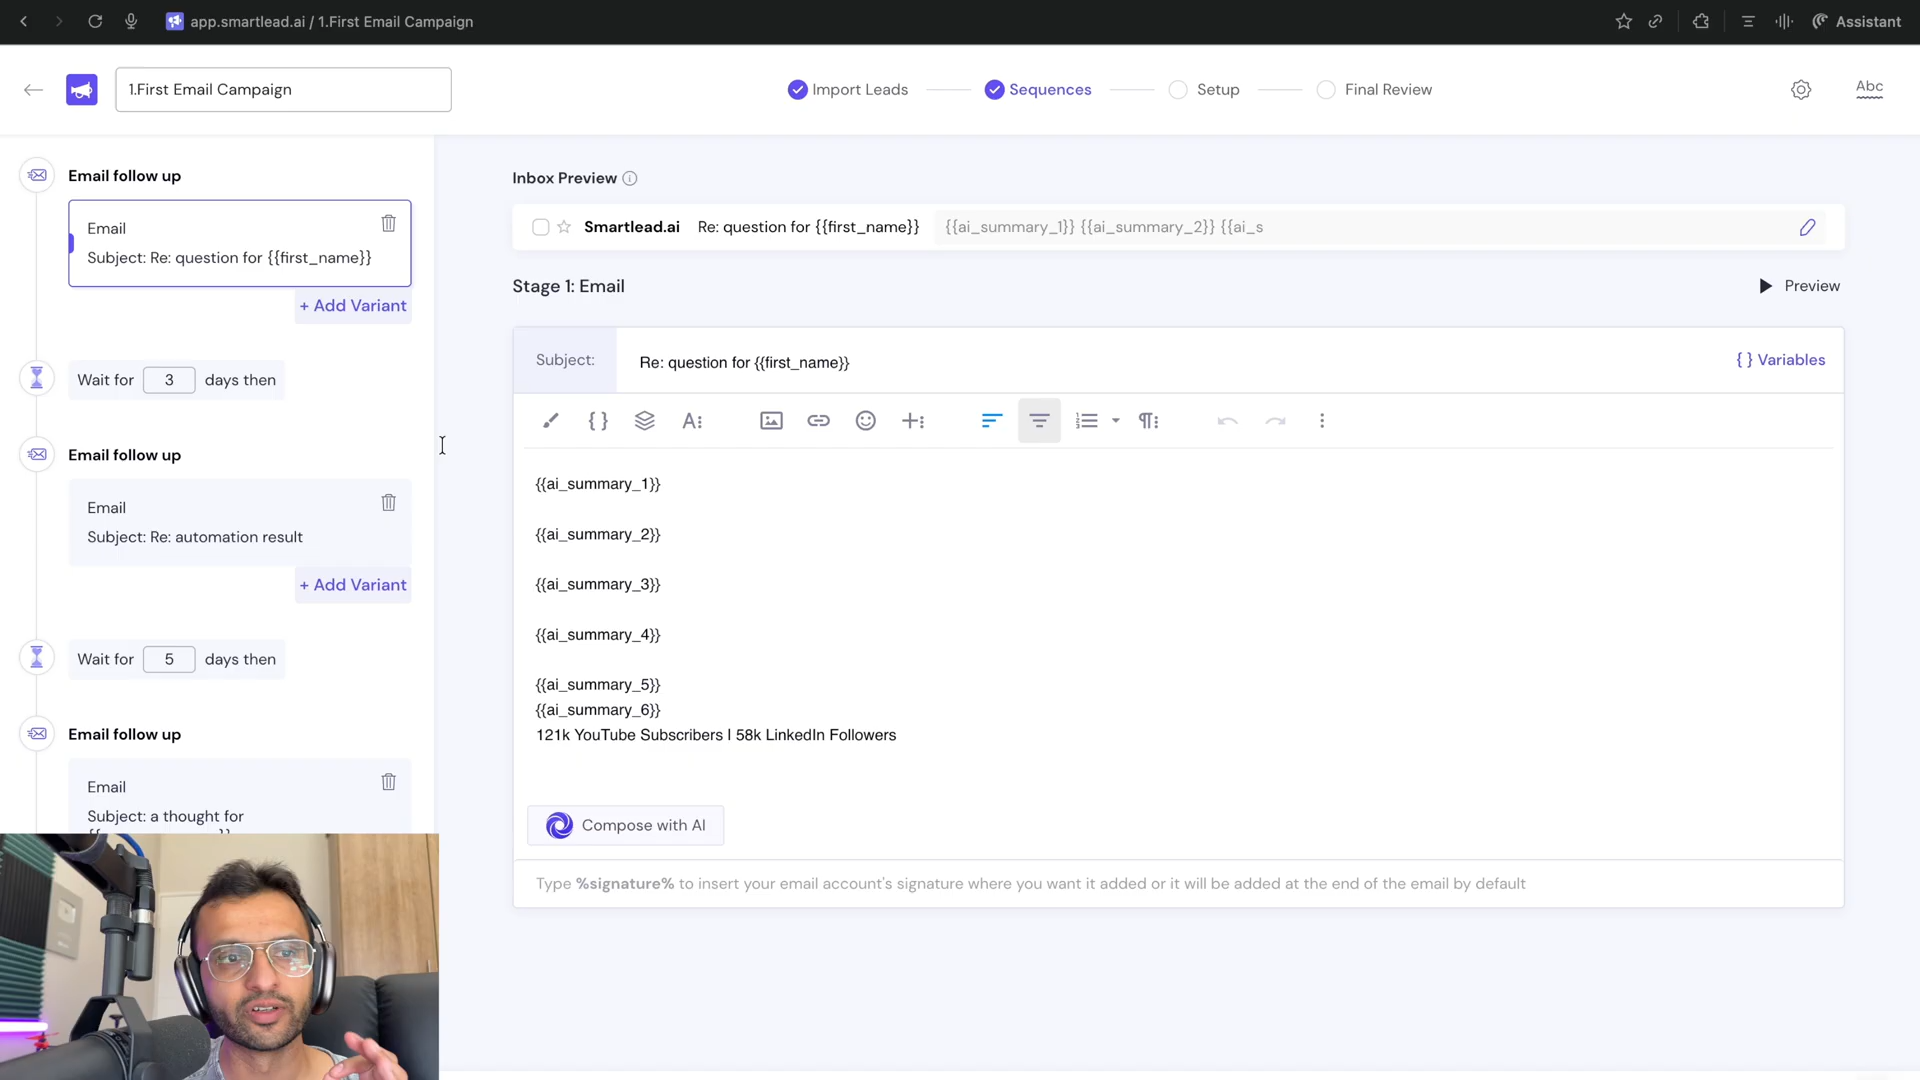 app.smartlead.ai / 1.First Email Campaign
Assistant
1.First Email Campaign
Import Leads
Sequences
Setup
Final Review
Abc
Email follow up
Email
Subject: Re: question for {{first_name}}
+ Add Variant
Wait for 3 days then
Email follow up
Email
Subject: Re: automation result
+ Add Variant
Wait for 5 days then
Email follow up
Email
Subject: a thought for
Inbox Preview
Smartlead.ai Re: question for {{first_name}} {{ai_summary_1}} {{ai_summary_2}} {{ai_s
Stage 1: Email
Preview
Subject: Re: question for {{first_name}}
{ } Variables
{{ai_summary_1}}
{{ai_summary_2}}
{{ai_summary_3}}
{{ai_summary_4}}
{{ai_summary_5}}
{{ai_summary_6}}
121k YouTube Subscribers I 58k LinkedIn Followers
Compose with AI
Type %signature% to insert your email account's signature where you want it added or it will be added at the end of the email by default